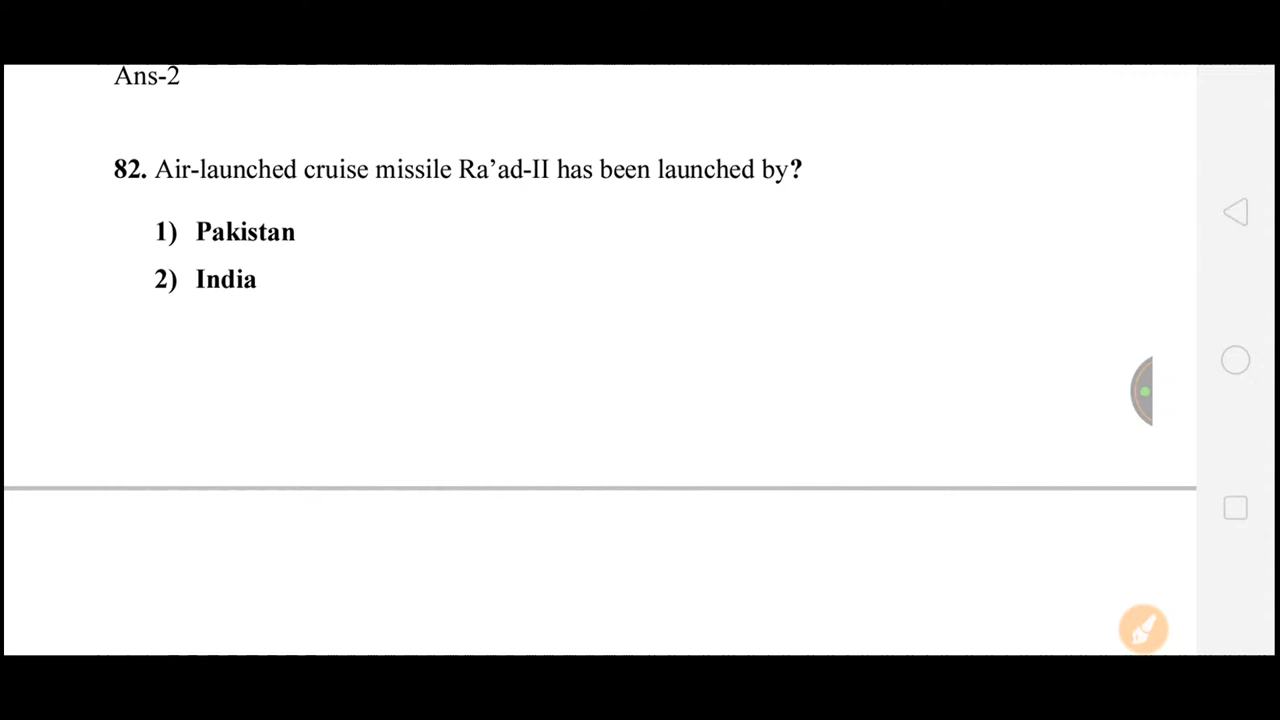 Ans-2
82. Air-launched cruise missile Ra’ad-II has been launched by?
1) Pakistan
2) India